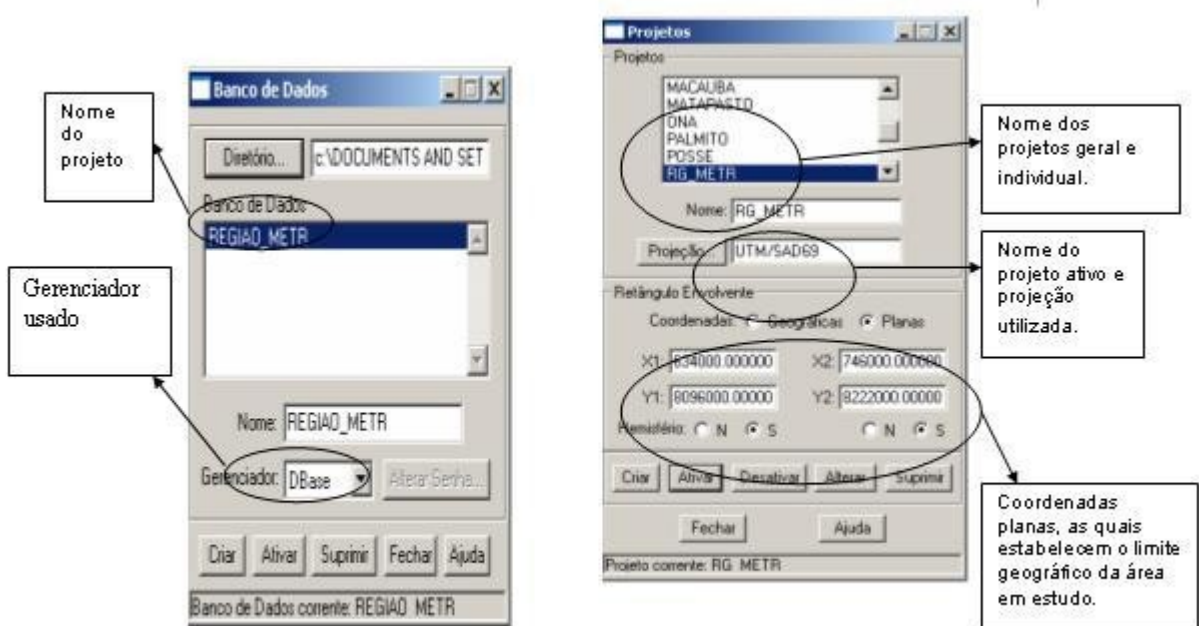 Nome
do
projeto
Gerenciador
usado
Banco de Dados
Diretório...
c:\DOCUMENTS AND SET
Banco de Dados
REGIAO_METR
Nome: REGIAO_METR
Gerenciador: DBase
Alterar Senha...
Criar Ativar Suprimir Fechar Ajuda
Banco de Dados corrente: REGIAO_METR
Projetos
Projetos
MACAUBA
MATAPASTO
ONA
PALMITO
POSSE
RG_METR
Nome: RG_METR
Projeção... UTM/SAD69
Retângulo Envolvente
Coordenadas: Geográficas Planas
X1: 634000.000000 X2: 746000.000000
Y1: 8096000.00000 Y2: 8222000.00000
Hemisfério: N S N S
Criar Ativar Desativar Alterar Suprimir
Fechar Ajuda
Projeto corrente: RG_METR
Nome dos
projetos geral e
individual.
Nome do
projeto ativo e
projeção
utilizada.
Coordenadas
planas, as quais
estabelecem o limite
geográfico da área
em estudo.